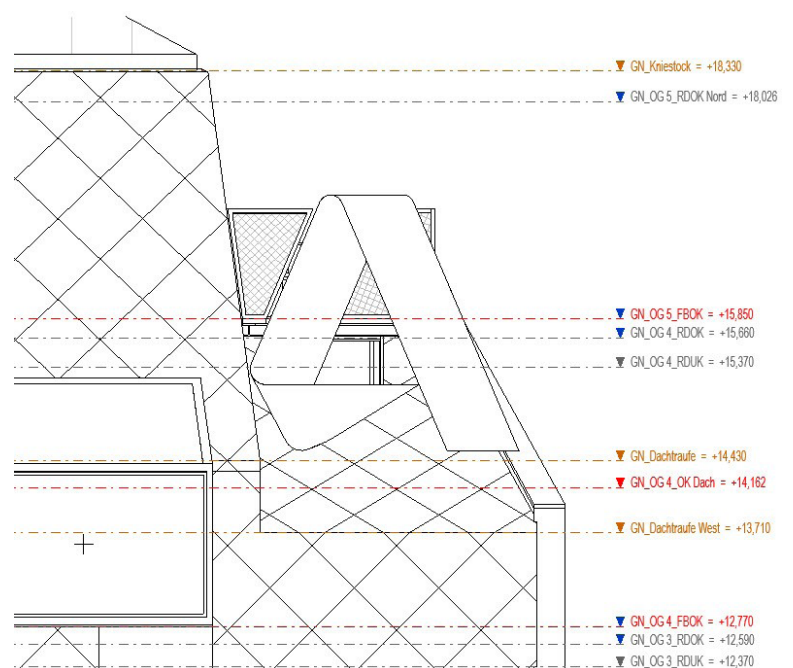 GN_Kniestock = +18,330
GN_OG 5_RDOK Nord = +18,026
GN_OG 5_FBOK = +15,850
GN_OG 4_RDOK = +15,660
GN_OG 4_RDUK = +15,370
GN_Dachtraufe = +14,430
GN_OG 4_OK Dach = +14,162
GN_Dachtraufe West = +13,710
GN_OG 4_FBOK = +12,770
GN_OG 3_RDOK = +12,590
GN_OG 3_RDUK = +12,370